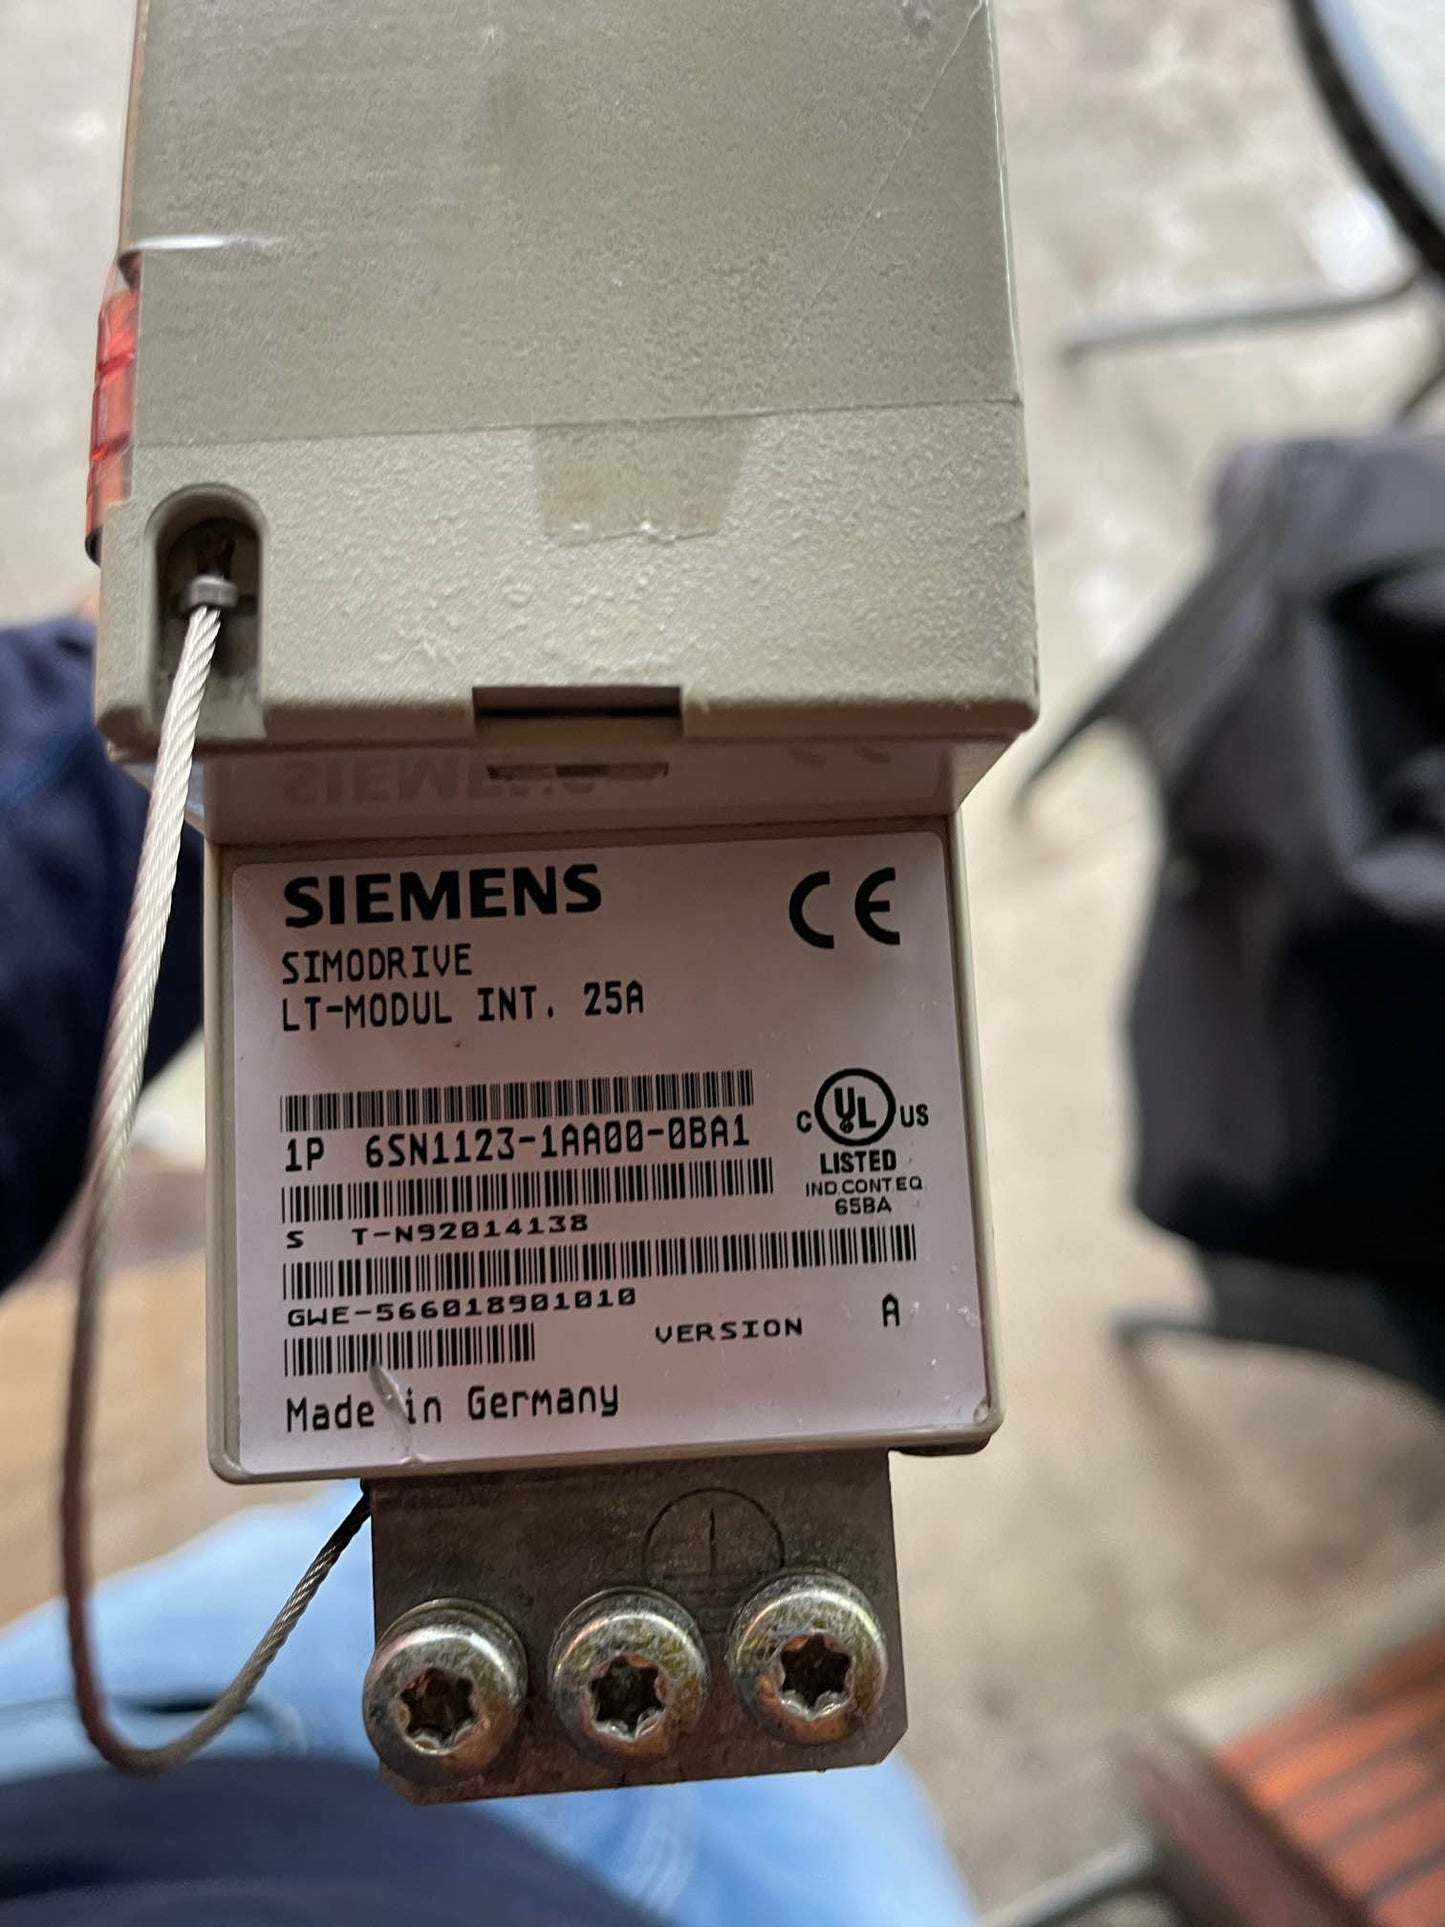 SIEMENS
CE
SIMODRIVE
LT-MODUL INT. 25A
1P 6SN1123-1AA00-0BA1
C UL US
LISTED
IND.CONT.EQ.
65BA
S T-N92014138
GWE-566018901010
VERSION A
Made in Germany